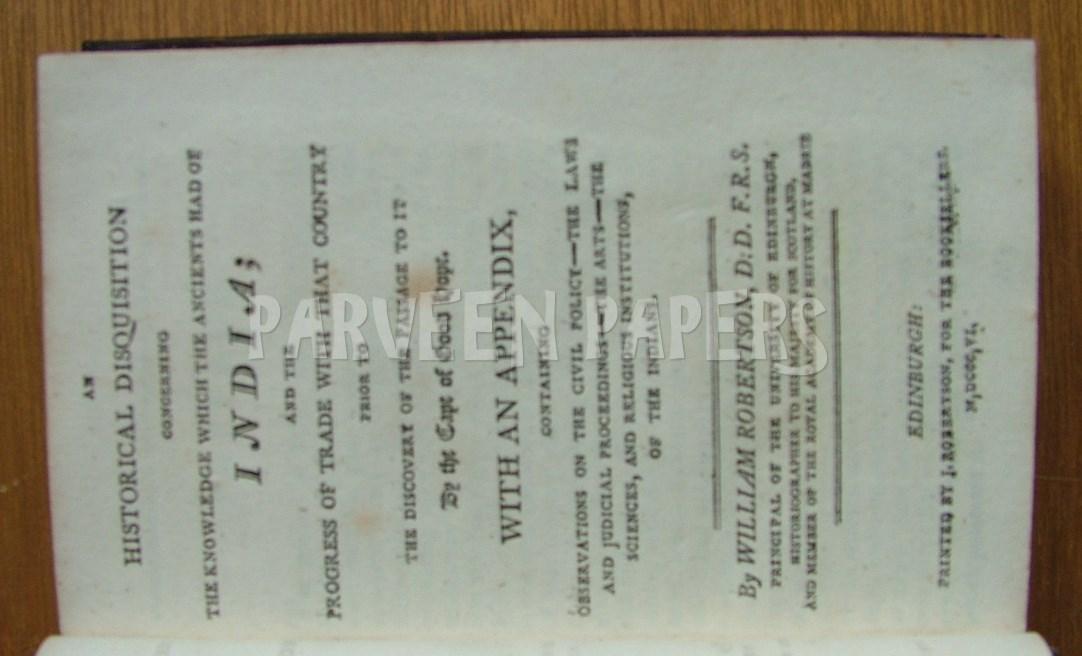 AN
HISTORICAL DISQUISITION
CONCERNING
THE KNOWLEDGE WHICH THE ANCIENTS HAD OF
INDIA;
AND THE
PROGRESS OF TRADE WITH THAT COUNTRY
PRIOR TO
THE DISCOVERY OF THE PASSAGE TO IT
By the Cape of Good Hope.
WITH AN APPENDIX,
CONTAINING
OBSERVATIONS ON THE CIVIL POLICY—THE LAWS
AND JUDICIAL PROCEEDINGS—THE ARTS—THE
SCIENCES, AND RELIGIOUS INSTITUTIONS,
OF THE INDIANS.
By WILLIAM ROBERTSON, D. D. F. R. S.
PRINCIPAL OF THE UNIVERSITY OF EDINBURGH,
HISTORIOGRAPHER TO HIS MAJESTY FOR SCOTLAND,
AND MEMBER OF THE ROYAL ACADEMY OF HISTORY AT MADRID
EDINBURGH:
PRINTED BY J. ROBERTSON, FOR THE BOOKSELLERS.
PARVEEN PAPERS